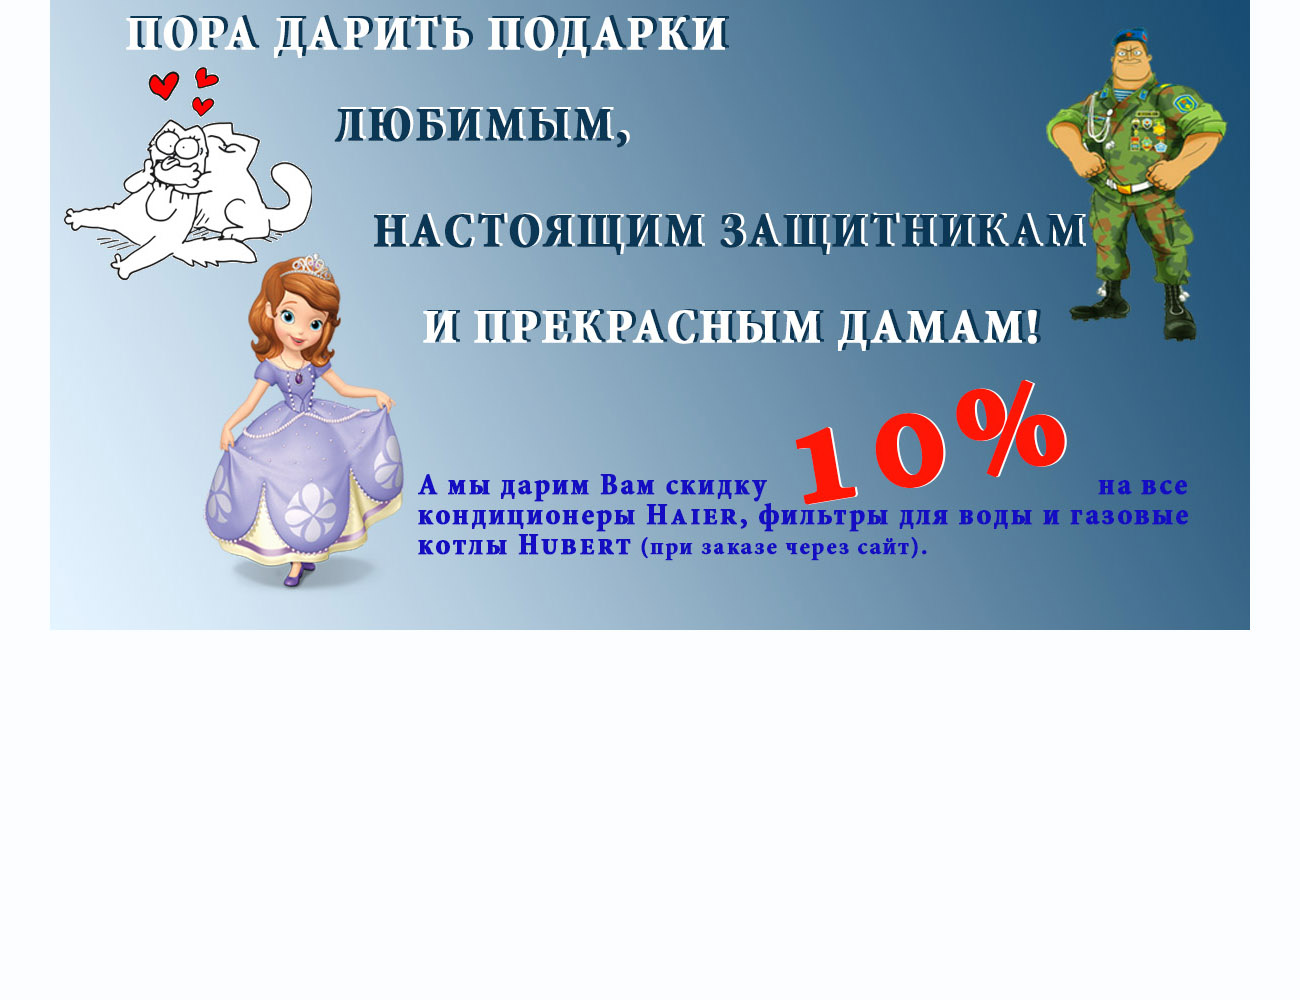 ПОРА ДАРИТЬ ПОДАРКИ
ЛЮБИМЫМ,
НАСТОЯЩИМ ЗАЩИТНИКАМ
И ПРЕКРАСНЫМ ДАМАМ!
А мы дарим Вам скидку 10% на все
кондиционеры HAIER, фильтры для воды и газовые
котлы HUBERT (при заказе через сайт).